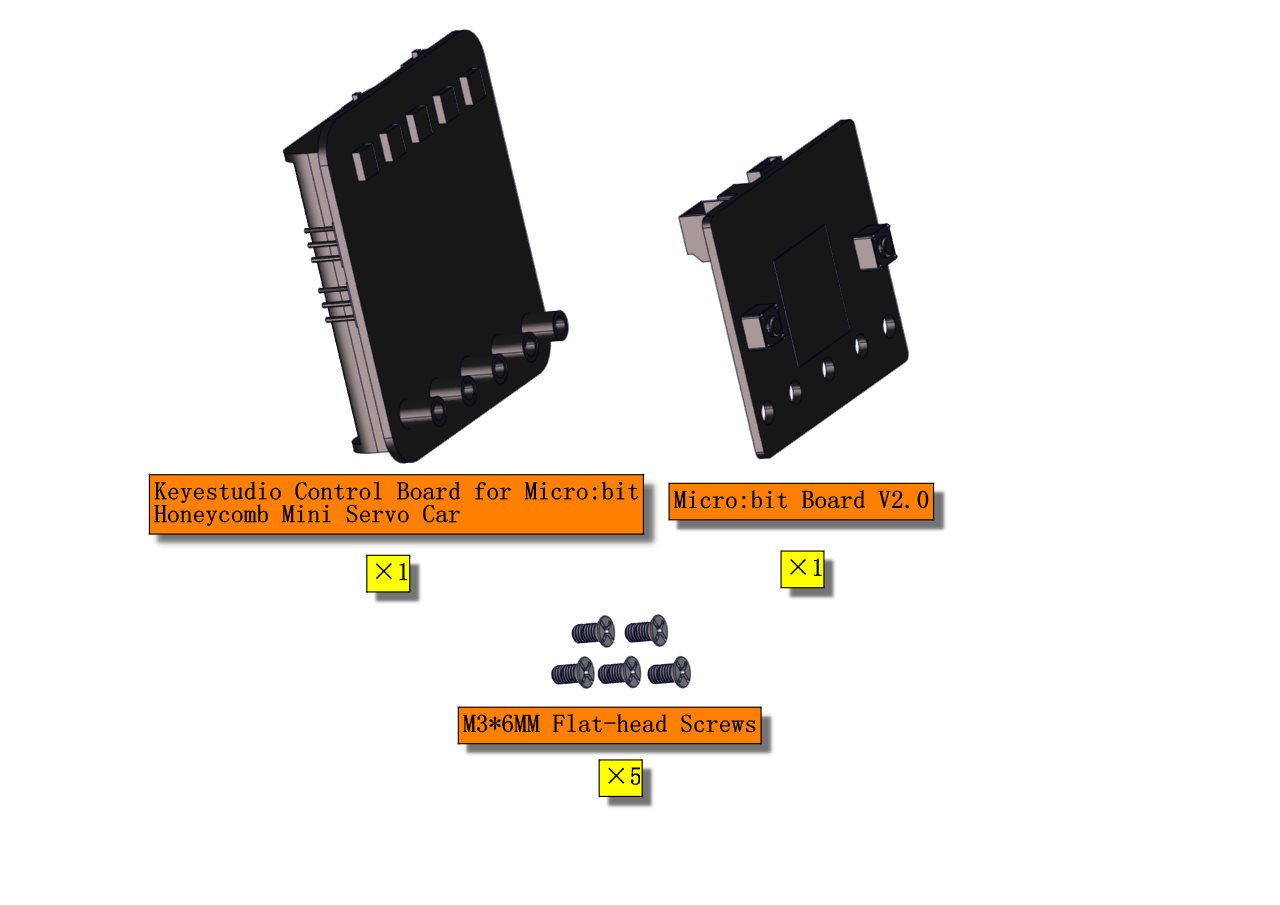 Keyestudio Control Board for Micro:bit
Honeycomb Mini Servo Car
Micro:bit Board V2.0
×1
×1
M3*6MM Flat-head Screws
×5